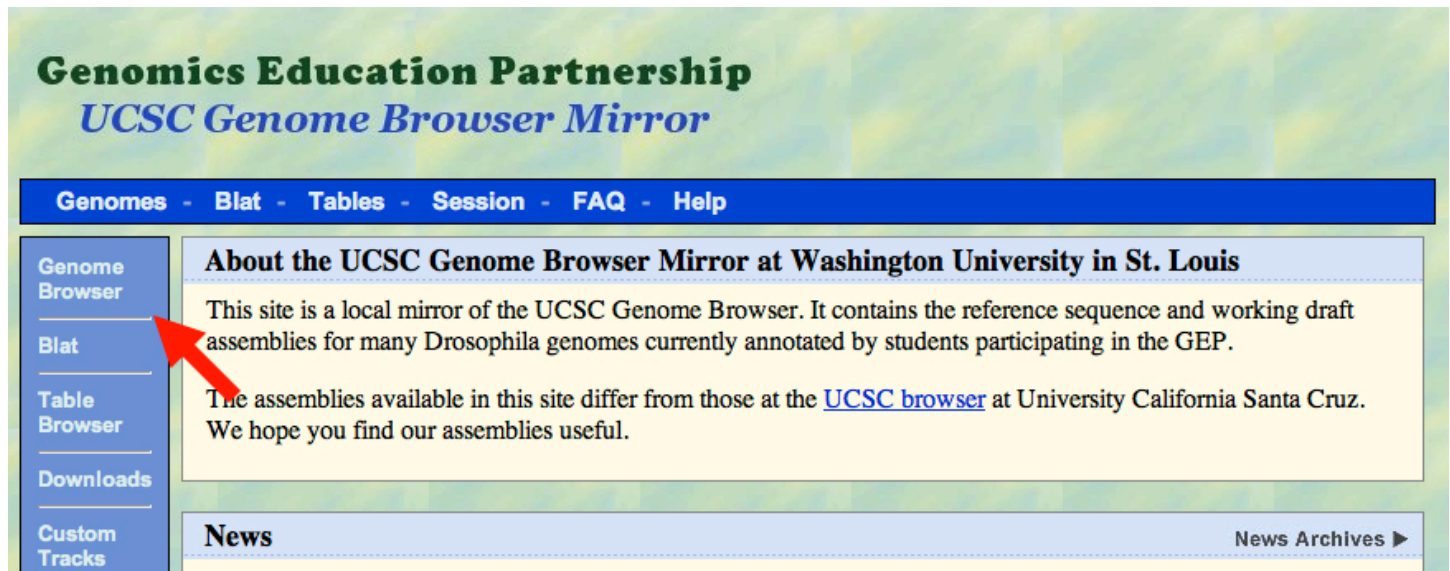 Genomics Education Partnership
UCSC Genome Browser Mirror
Genomes - Blat - Tables - Session - FAQ - Help
Genome
Browser
Blat
Table
Browser
Downloads
Custom
Tracks
About the UCSC Genome Browser Mirror at Washington University in St. Louis
This site is a local mirror of the UCSC Genome Browser. It contains the reference sequence and working draft
assemblies for many Drosophila genomes currently annotated by students participating in the GEP.
The assemblies available in this site differ from those at the UCSC browser at University California Santa Cruz.
We hope you find our assemblies useful.
News
News Archives ▶